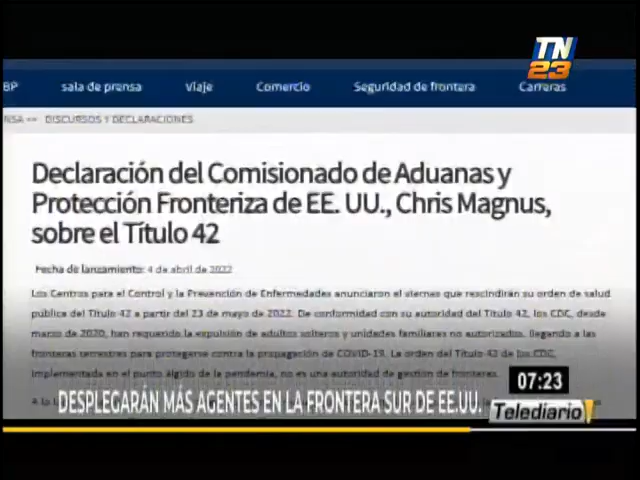 TN
23
BP sala de prensa Viaje Comercio Seguridad de frontera Carreras
NSA >> DISCURSOS Y DECLARACIONES
Declaración del Comisionado de Aduanas y
Protección Fronteriza de EE. UU., Chris Magnus,
sobre el Título 42
Fecha de lanzamiento: 4 de abril de 2022
Los Centros para el Control y la Prevención de Enfermedades anunciaron el viernes que rescindirán su orden de salud
pública del Título 42 a partir del 23 de mayo de 2022. De conformidad con su autoridad del Título 42, los CDC, desde
marzo de 2020, han requerido la expulsión de adultos solteros y unidades familiares no autorizados. llegando a las
fronteras terrestres para protegerse contra la propagación de COVID-19. La orden del Título 42 de los CDC,
implementada en el punto álgido de la pandemia, no es una autoridad de gestión de fronteras.
07:23
DESPLEGARÁN MÁS AGENTES EN LA FRONTERA SUR DE EE.UU.
Telediario